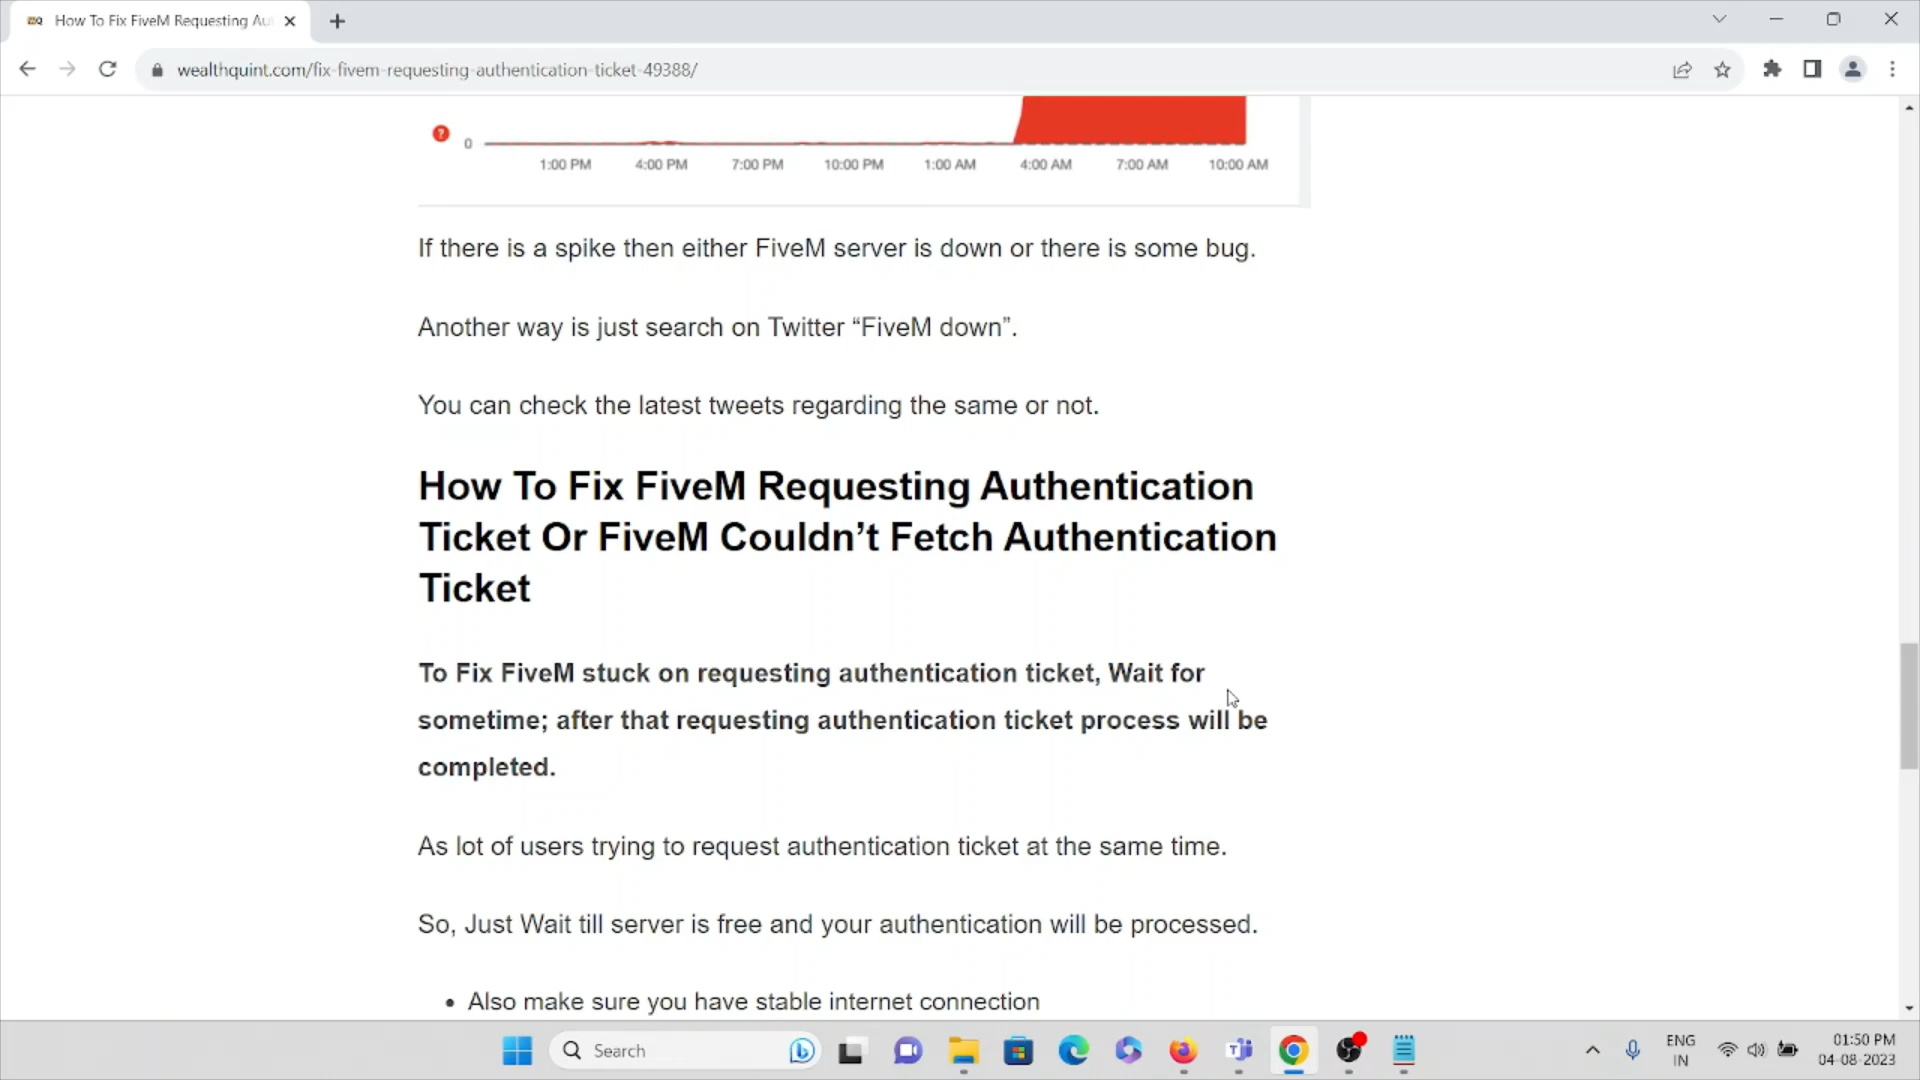 How To Fix FiveM Requesting Au
wealthquint.com/fix-fivem-requesting-authentication-ticket-49388/
?
0
1:00 PM 4:00 PM 7:00 PM 10:00 PM 1:00 AM 4:00 AM 7:00 AM 10:00 AM
If there is a spike then either FiveM server is down or there is some bug.
Another way is just search on Twitter “FiveM down”.
You can check the latest tweets regarding the same or not.
How To Fix FiveM Requesting Authentication
Ticket Or FiveM Couldn’t Fetch Authentication
Ticket
To Fix FiveM stuck on requesting authentication ticket, Wait for
sometime; after that requesting authentication ticket process will be
completed.
As lot of users trying to request authentication ticket at the same time.
So, Just Wait till server is free and your authentication will be processed.
• Also make sure you have stable internet connection
Search
ENG
IN
01:50 PM
04-08-2023